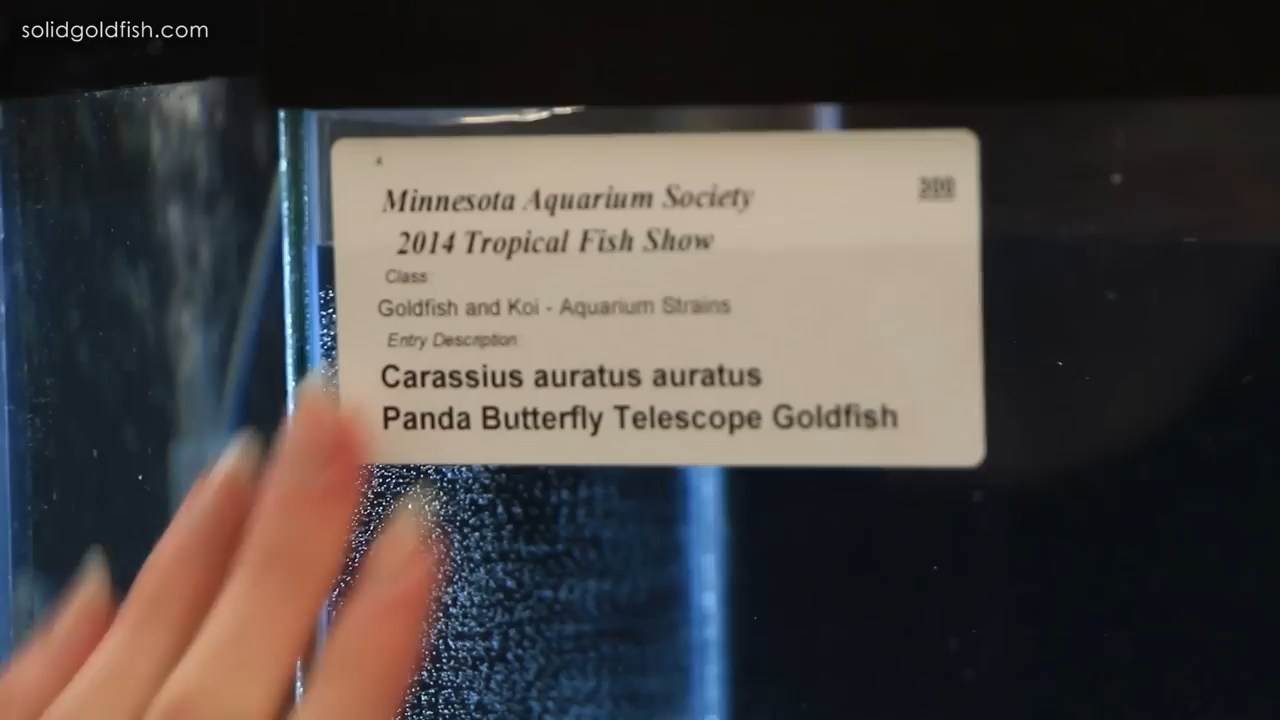 solidgoldfish.com
Minnesota Aquarium Society
2014 Tropical Fish Show
Class:
Goldfish and Koi - Aquarium Strains
Entry Description:
Carassius auratus auratus
Panda Butterfly Telescope Goldfish